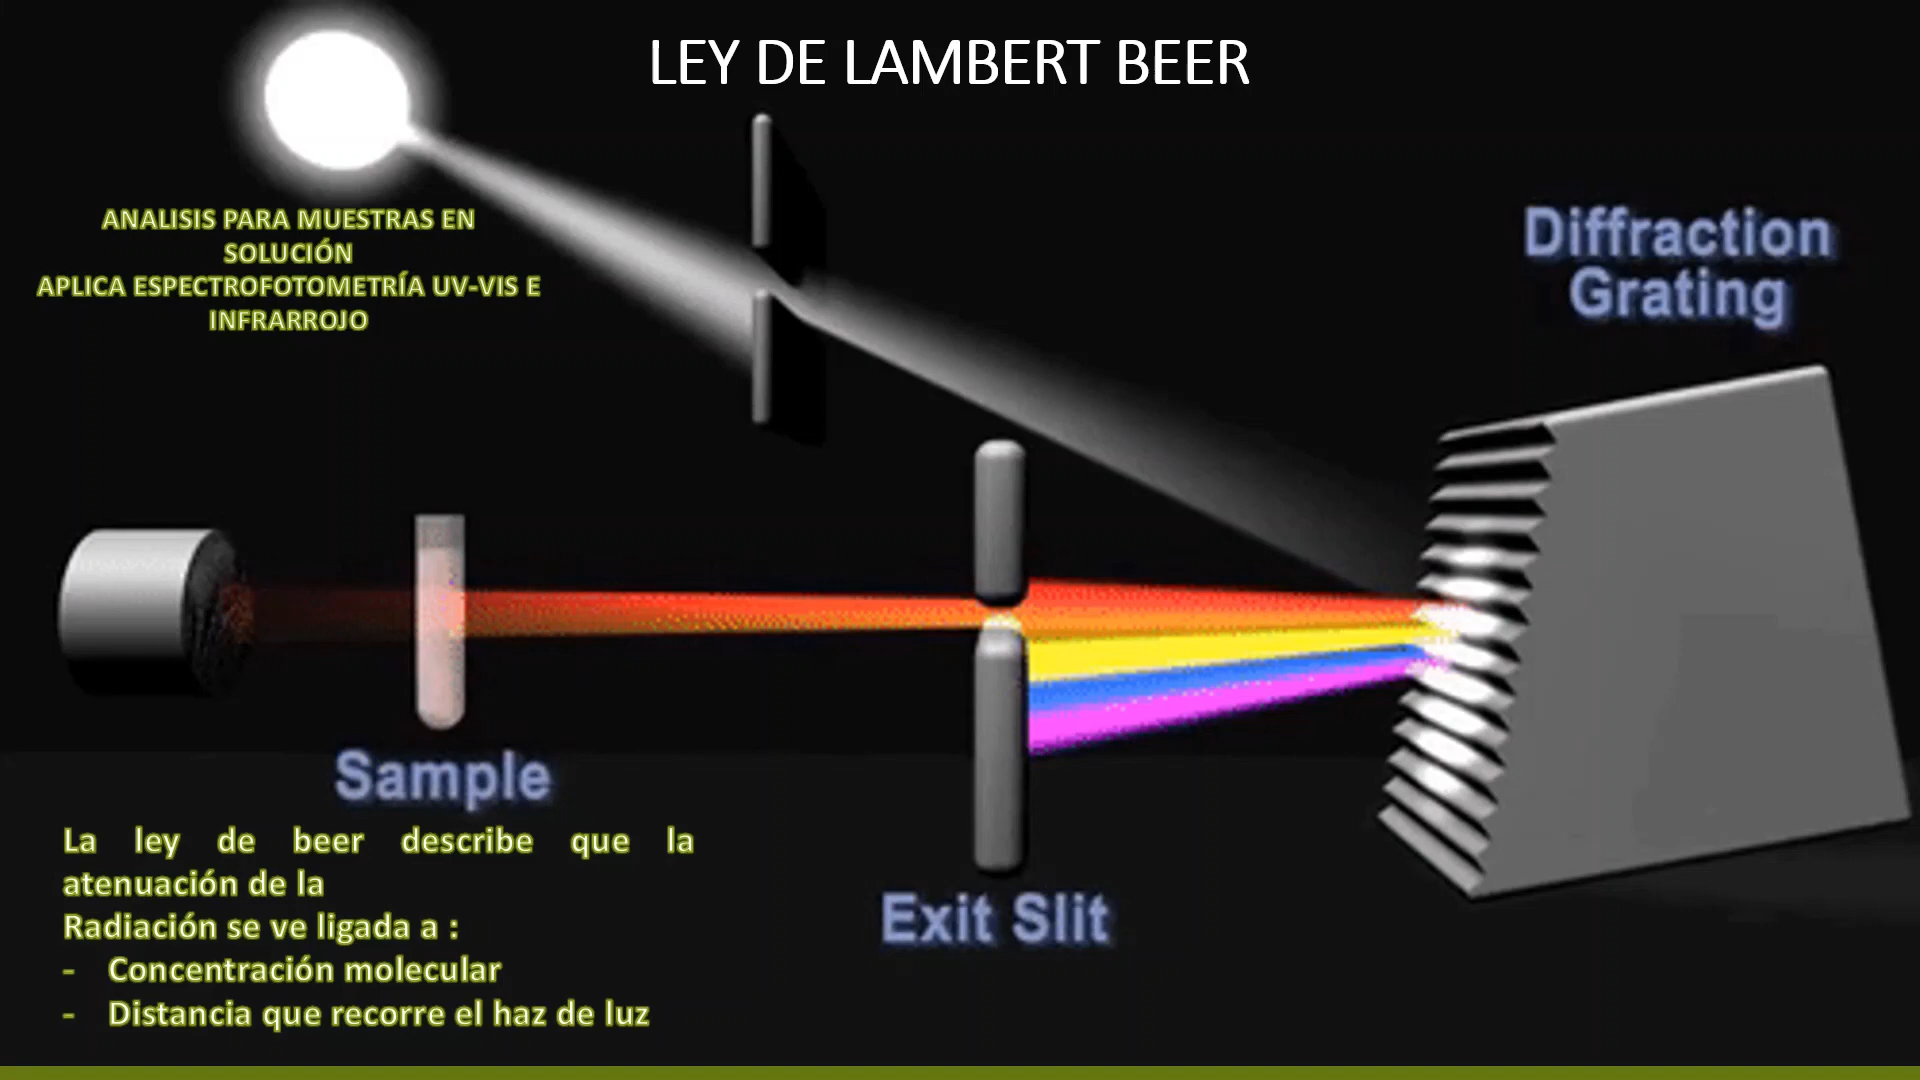 LEY DE LAMBERT BEER
ANALISIS PARA MUESTRAS EN
SOLUCIÓN
APLICA ESPECTROFOTOMETRÍA UV-VIS E
INFRARROJO
Diffraction
Grating
Sample
Exit Slit
La ley de beer describe que la
atenuación de la
Radiación se ve ligada a :
- Concentración molecular
- Distancia que recorre el haz de luz